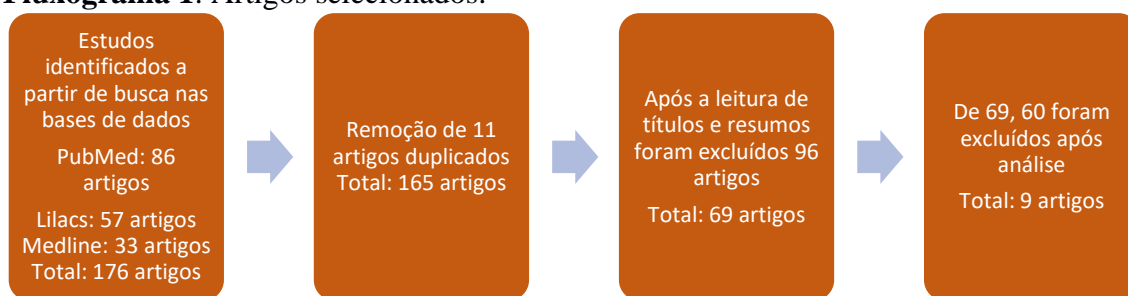 Fluxograma 1. Artigos selecionados.
Estudos
identificados a
partir de busca nas
bases de dados
PubMed: 86
artigos
Lilacs: 57 artigos
Medline: 33 artigos
Total: 176 artigos
Remoção de 11
artigos duplicados
Total: 165 artigos
Após a leitura de
títulos e resumos
foram excluídos 96
artigos
Total: 69 artigos
De 69, 60 foram
excluídos após
análise
Total: 9 artigos